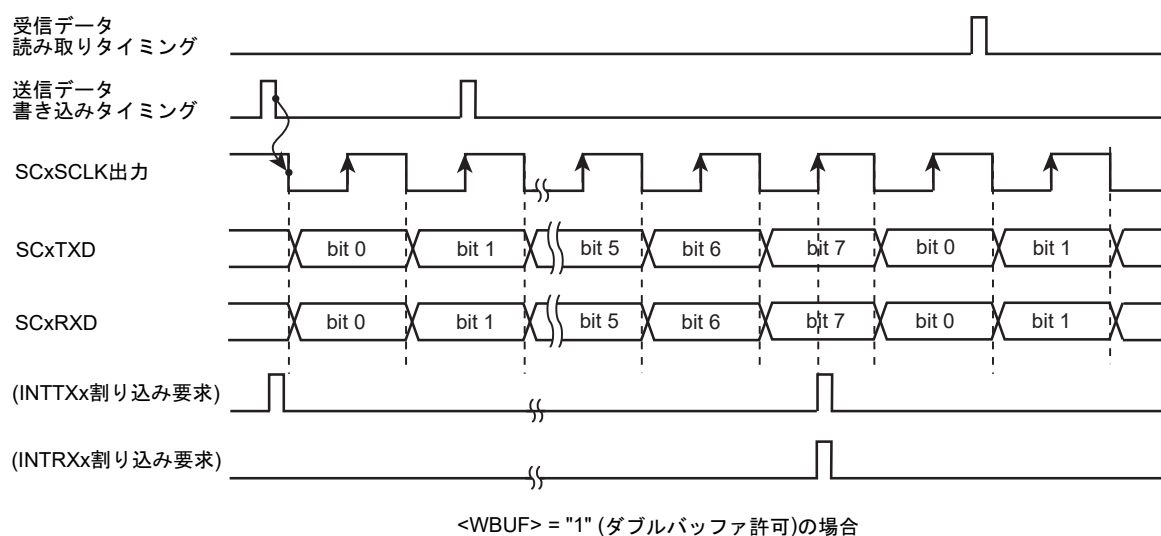 受信データ
読み取りタイミング
送信データ
書き込みタイミング
SCxSCLK出力
SCxTXD
bit 0
bit 1
bit 5
bit 6
bit 7
bit 0
bit 1
SCxRXD
bit 0
bit 1
bit 5
bit 6
bit 7
bit 0
bit 1
(INTTXx割り込み要求)
(INTRXx割り込み要求)
<WBUF> = "1" (ダブルバッファ許可)の場合